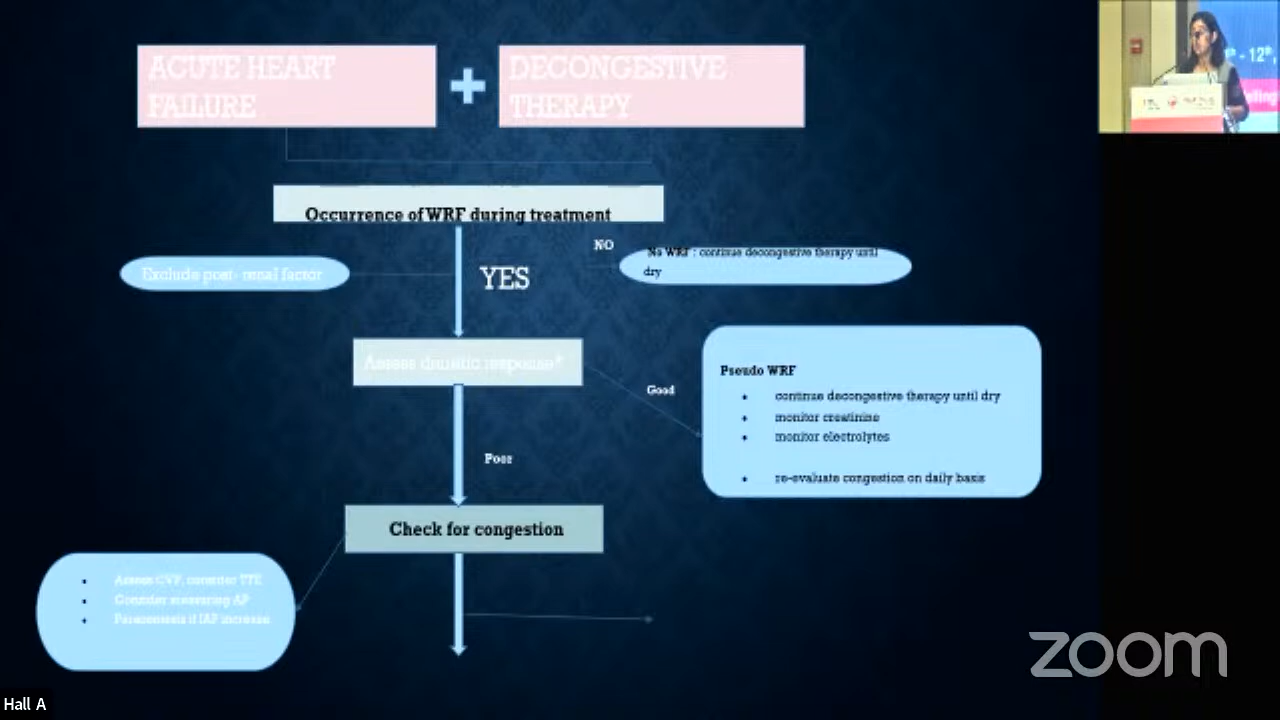 ACUTE HEART
FAILURE
DECONGESTIVE
THERAPY
Occurrence of WRF during treatment
NO
No WRF : continue decongestive therapy until
dry
Exclude post- renal factor
YES
Assess diuretic response*
Good
Pseudo WRF
• continue decongestive therapy until dry
• monitor creatinine
• monitor electrolytes
• re-evaluate congestion on daily basis
Poor
Check for congestion
• Assess CVP, consider TTE
• Consider measuring AP
• Paracentesis if IAP increase
- 12th,
zoom
Hall A